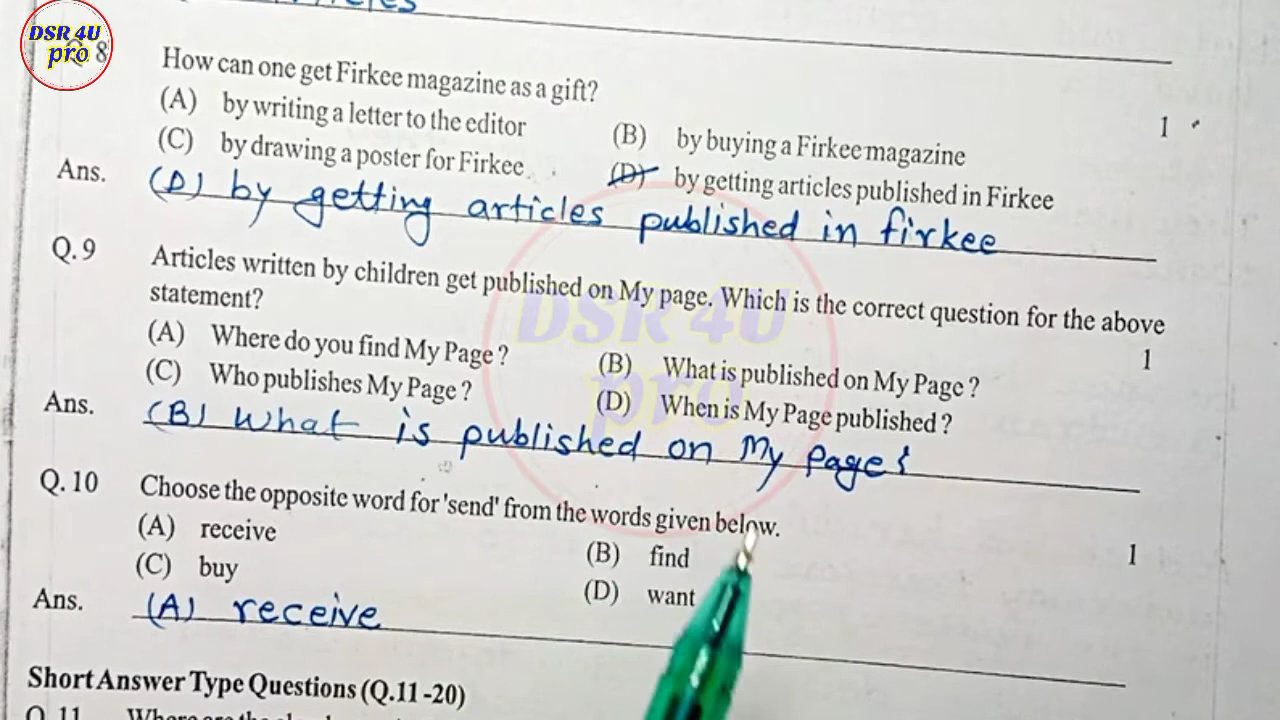 DSR 4U
pro
Q. 8 How can one get Firkee magazine as a gift?
1
(A) by writing a letter to the editor (B) by buying a Firkee magazine
(C) by drawing a poster for Firkee (D) by getting articles published in Firkee
Ans. (D) by getting articles published in firkee
Q. 9 Articles written by children get published on My page. Which is the correct question for the above
statement? 1
(A) Where do you find My Page ? (B) What is published on My Page ?
(C) Who publishes My Page ? (D) When is My Page published ?
Ans. (B) What is published on My Page?
Q. 10 Choose the opposite word for 'send' from the words given below.
1
(A) receive (B) find
(C) buy (D) want
Ans. (A) receive
Short Answer Type Questions (Q.11 -20)
DSR 4U
pro